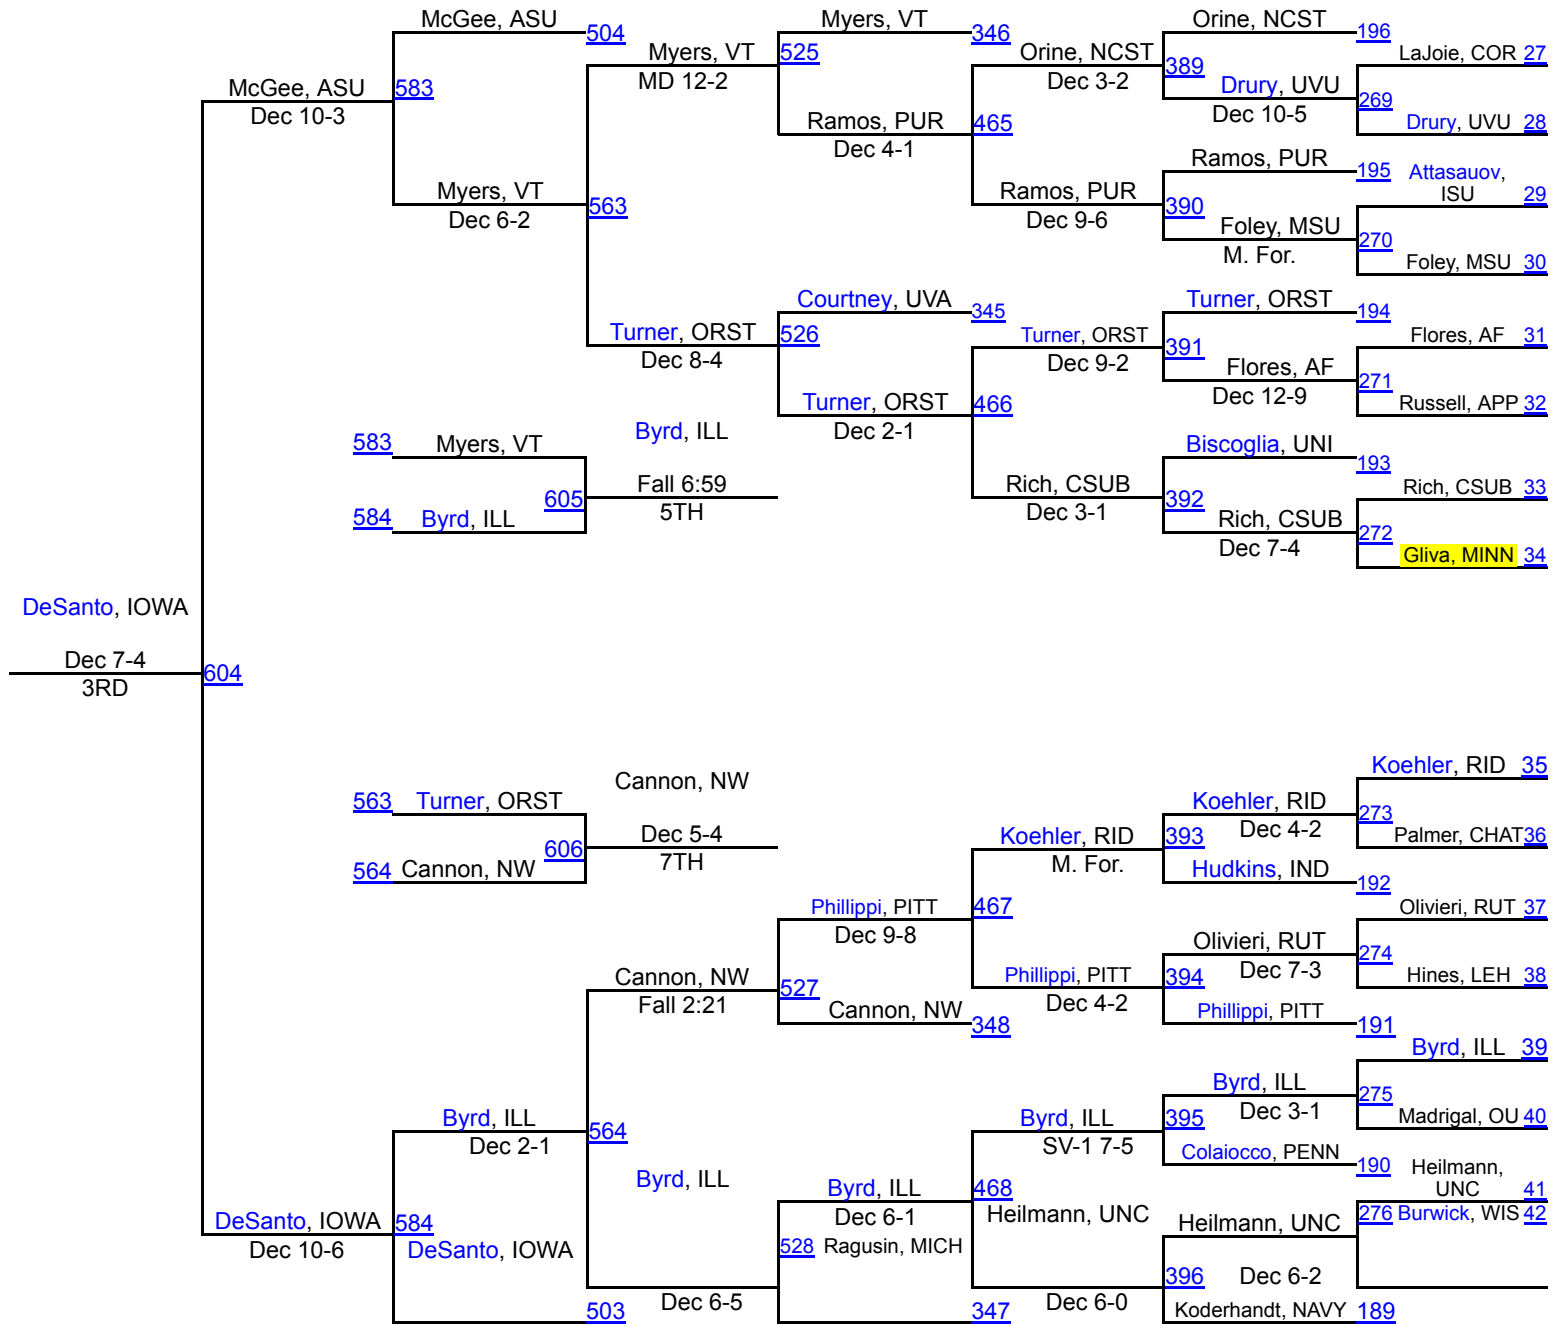 McGee, ASU
504
Myers, VT
346
Orine, NCST
196
Myers, VT
MD 12-2
525
Orine, NCST
Dec 3-2
389
LaJoie, COR 27
McGee, ASU
Dec 10-3
583
Drury, UVU
Dec 10-5
269
Ramos, PUR
Dec 4-1
465
Drury, UVU 28
Ramos, PUR
195
Attasauov,
ISU 29
Myers, VT
Dec 6-2
563
Ramos, PUR
Dec 9-6
390
Foley, MSU
M. For.
270
Foley, MSU 30
Courtney, UVA
345
Turner, ORST
194
Turner, ORST
Dec 8-4
526
Turner, ORST
Dec 9-2
391
Flores, AF 31
Flores, AF
Dec 12-9
271
Turner, ORST
Dec 2-1
466
Russell, APP 32
583 Myers, VT
Byrd, ILL
Biscoglia, UNI
193
605
Fall 6:59
5TH
Rich, CSUB
Dec 3-1
392
Rich, CSUB 33
584 Byrd, ILL
Rich, CSUB
Dec 7-4
272
Gliva, MINN 34
DeSanto, IOWA
Dec 7-4
3RD
604
Koehler, RID 35
563 Turner, ORST
Cannon, NW
Koehler, RID
Dec 4-2
273
606
Dec 5-4
7TH
Koehler, RID
M. For.
393
Palmer, CHAT 36
564 Cannon, NW
Hudkins, IND
192
Phillippi, PITT
Dec 9-8
467
Olivieri, RUT 37
Olivieri, RUT
Dec 7-3
274
Cannon, NW
Fall 2:21
527
Phillippi, PITT
Dec 4-2
394
Hines, LEH 38
Cannon, NW
348
Phillippi, PITT
191
Byrd, ILL 39
Byrd, ILL
Dec 3-1
275
Byrd, ILL
Dec 2-1
564
Byrd, ILL
SV-1 7-5
395
Madrigal, OU 40
Colaiocco, PENN
190
Heilmann,
UNC 41
Byrd, ILL
Byrd, ILL
Dec 6-1
468
DeSanto, IOWA
Dec 10-6
584
Heilmann, UNC
Heilmann, UNC
276 Burwick, WIS 42
DeSanto, IOWA
528 Ragusin, MICH
396
Dec 6-2
Dec 6-5
Dec 6-0
503
347
Koderhandt, NAVY 189